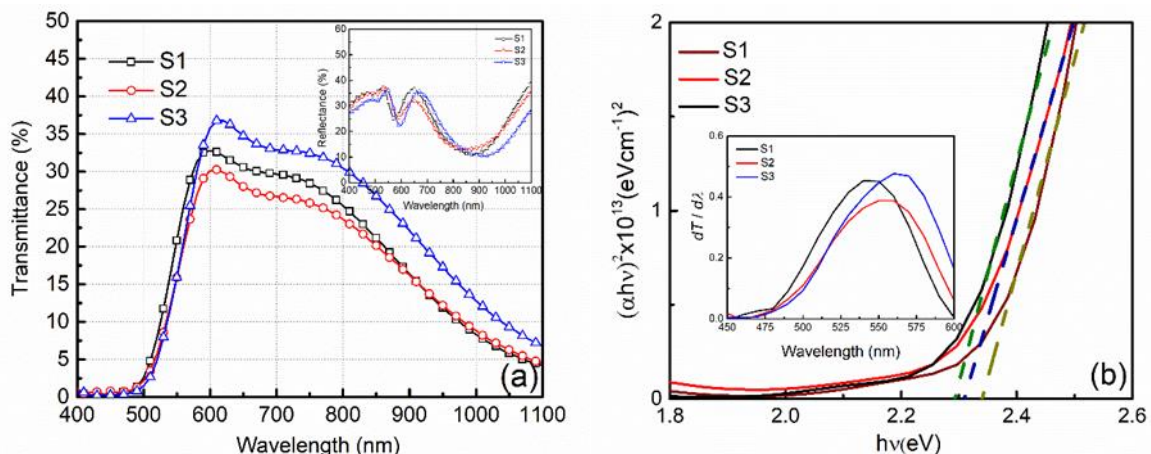 50
45
40
35
30
25
20
15
10
5
0
Transmittance (%)
S1
S2
S3
60
50
40
30
20
10
0
Reflectance (%)
S1
S2
S3
400 500 600 700 800 900 1000 1100
Wavelength (nm)
(a)
400 500 600 700 800 900 1000 1100
Wavelength (nm)
2
1
0
(αhν)²x10¹³(eVcm⁻¹)²
S1
S2
S3
0.6
0.4
0.2
0.0
dT / dλ
S1
S2
S3
450 475 500 525 550 575 600
Wavelength (nm)
(b)
1.8 2.0 2.2 2.4 2.6
hν(eV)